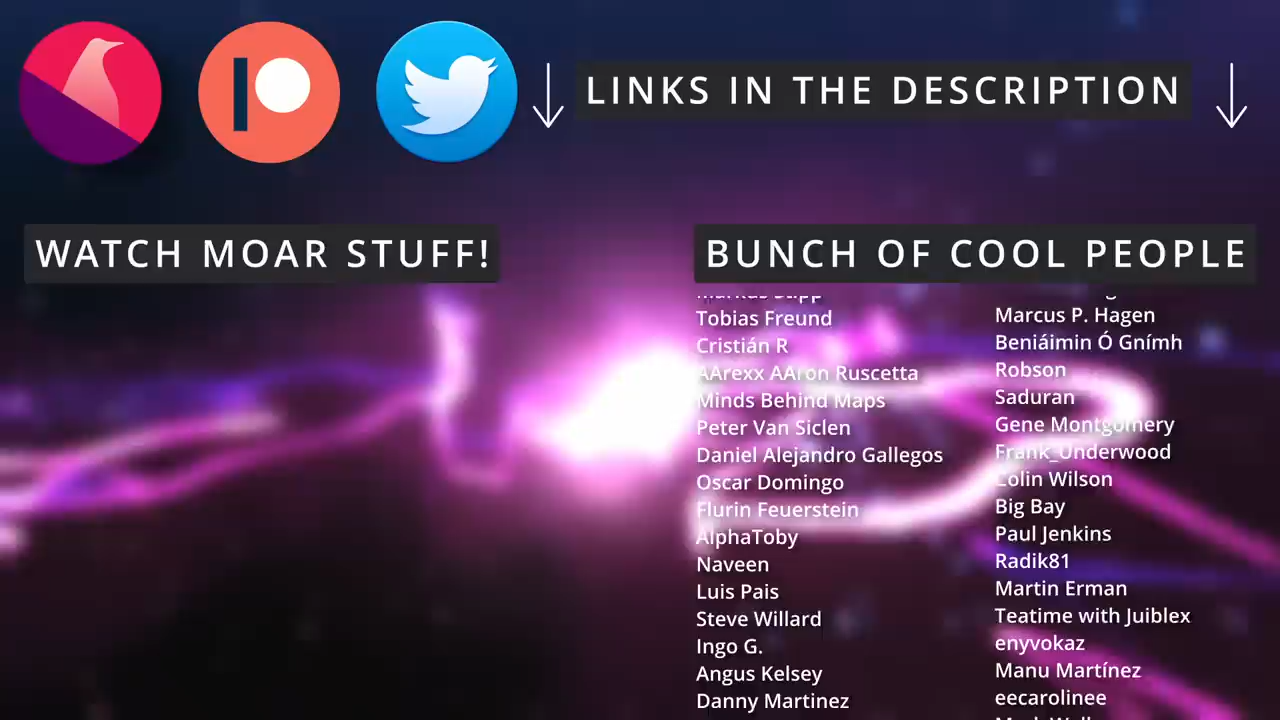 LINKS IN THE DESCRIPTION
WATCH MOAR STUFF!
BUNCH OF COOL PEOPLE
Tobias Freund
Cristián R
AArexx AAron Ruscetta
Minds Behind Maps
Peter Van Siclen
Daniel Alejandro Gallegos
Oscar Domingo
Flurin Feuerstein
AlphaToby
Naveen
Luis Pais
Steve Willard
Ingo G.
Angus Kelsey
Danny Martinez
Marcus P. Hagen
Beniáimin Ó Gnímh
Robson
Saduran
Gene Montgomery
Frank_Underwood
Colin Wilson
Big Bay
Paul Jenkins
Radik81
Martin Erman
Teatime with Juiblex
enyvokaz
Manu Martínez
eecarolinee